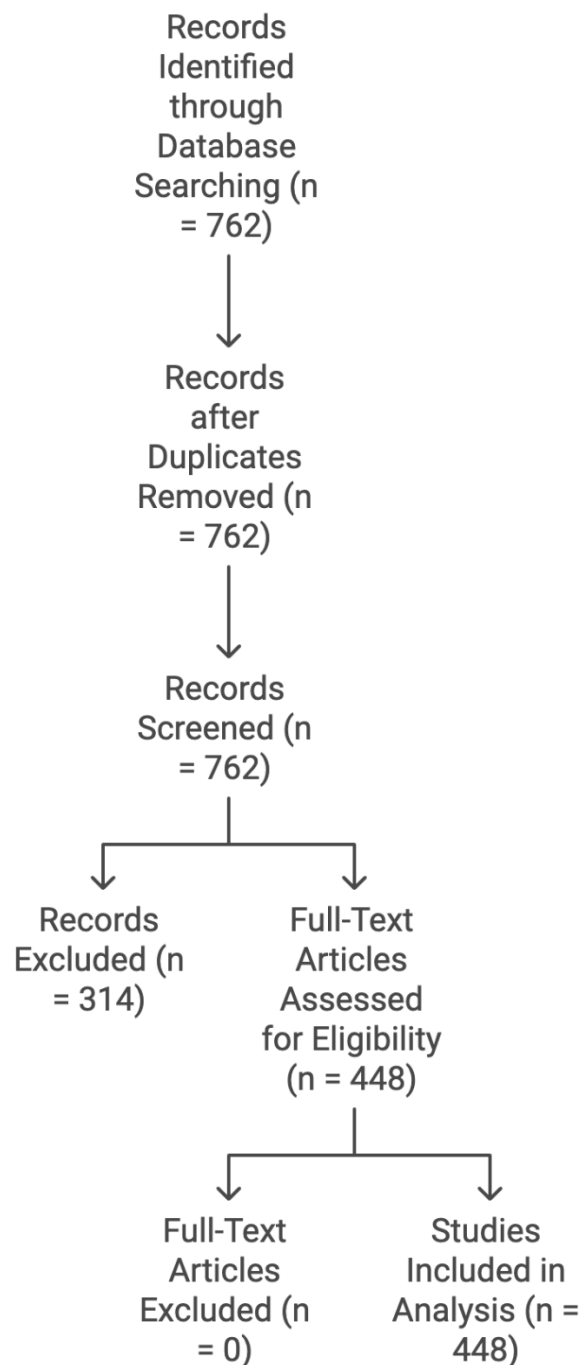 Records
Identified
through
Database
Searching (n
= 762)
Records
after
Duplicates
Removed (n
= 762)
Records
Screened (n
= 762)
Records
Excluded (n
= 314)
Full-Text
Articles
Assessed
for Eligibility
(n = 448)
Full-Text
Articles
Excluded (n
= 0)
Studies
Included in
Analysis (n =
448)